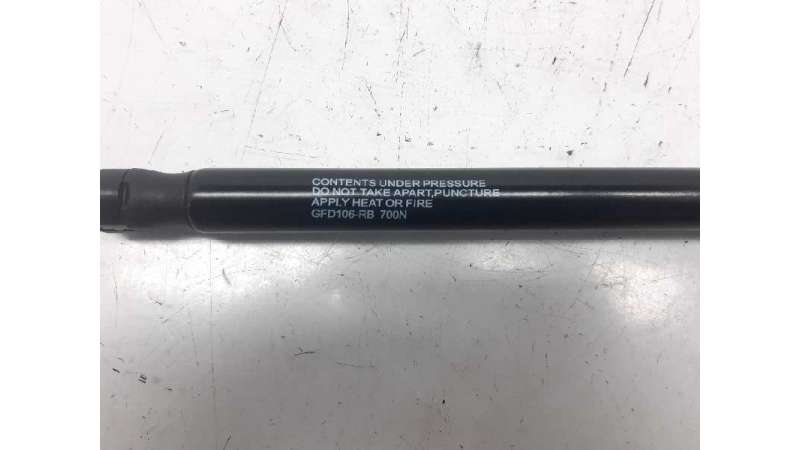 CONTENTS UNDER PRESSURE
DO NOT TAKE APART,PUNCTURE
APPLY HEAT OR FIRE
GFD106-RB 700N